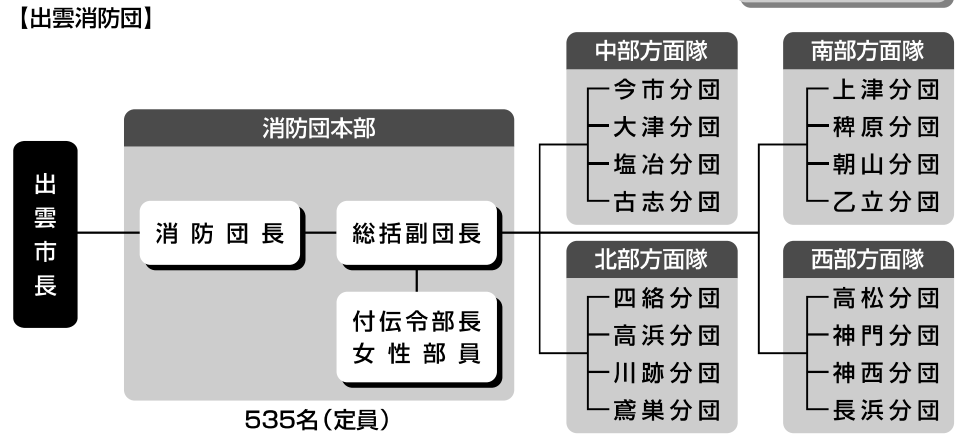 【出雲消防団】
出雲市長
消防団本部
消防団長
総括副団長
付伝令部長
女性部員
535名(定員)
中部方面隊
今市分団
大津分団
塩冶分団
古志分団
北部方面隊
四絡分団
高浜分団
川跡分団
鳶巣分団
南部方面隊
上津分団
稗原分団
朝山分団
乙立分団
西部方面隊
高松分団
神門分団
神西分団
長浜分団